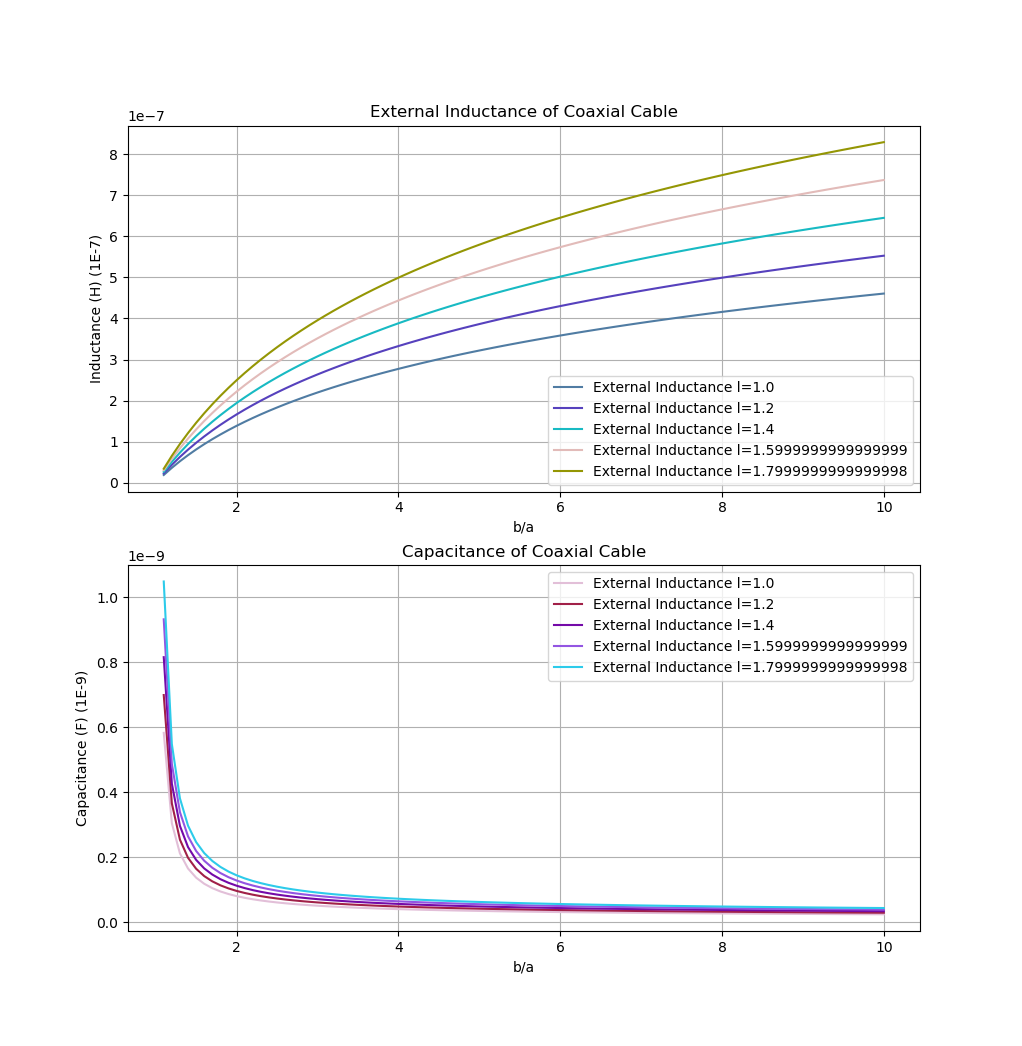 External Inductance of Coaxial Cable
1e−7
Inductance (H) (1E-7)
8
7
6
5
4
3
2
1
0
External Inductance l=1.0
External Inductance l=1.2
External Inductance l=1.4
External Inductance l=1.5999999999999999
External Inductance l=1.7999999999999998
2 4 6 8 10
b/a
Capacitance of Coaxial Cable
1e−9
Capacitance (F) (1E-9)
1.0
0.8
0.6
0.4
0.2
0.0
External Inductance l=1.0
External Inductance l=1.2
External Inductance l=1.4
External Inductance l=1.5999999999999999
External Inductance l=1.7999999999999998
2 4 6 8 10
b/a